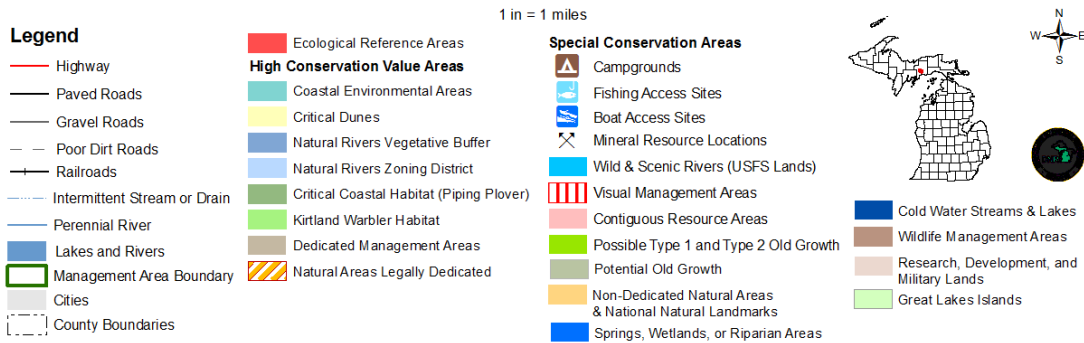 1 in = 1 miles
Legend
Highway
Paved Roads
Gravel Roads
Poor Dirt Roads
Railroads
Intermittent Stream or Drain
Perennial River
Lakes and Rivers
Management Area Boundary
Cities
County Boundaries
Ecological Reference Areas
High Conservation Value Areas
Coastal Environmental Areas
Critical Dunes
Natural Rivers Vegetative Buffer
Natural Rivers Zoning District
Critical Coastal Habitat (Piping Plover)
Kirtland Warbler Habitat
Dedicated Management Areas
Natural Areas Legally Dedicated
Special Conservation Areas
Campgrounds
Fishing Access Sites
Boat Access Sites
Mineral Resource Locations
Wild & Scenic Rivers (USFS Lands)
Visual Management Areas
Contiguous Resource Areas
Possible Type 1 and Type 2 Old Growth
Potential Old Growth
Non-Dedicated Natural Areas
& National Natural Landmarks
Springs, Wetlands, or Riparian Areas
N
W E
S
Cold Water Streams & Lakes
Wildlife Management Areas
Research, Development, and
Military Lands
Great Lakes Islands